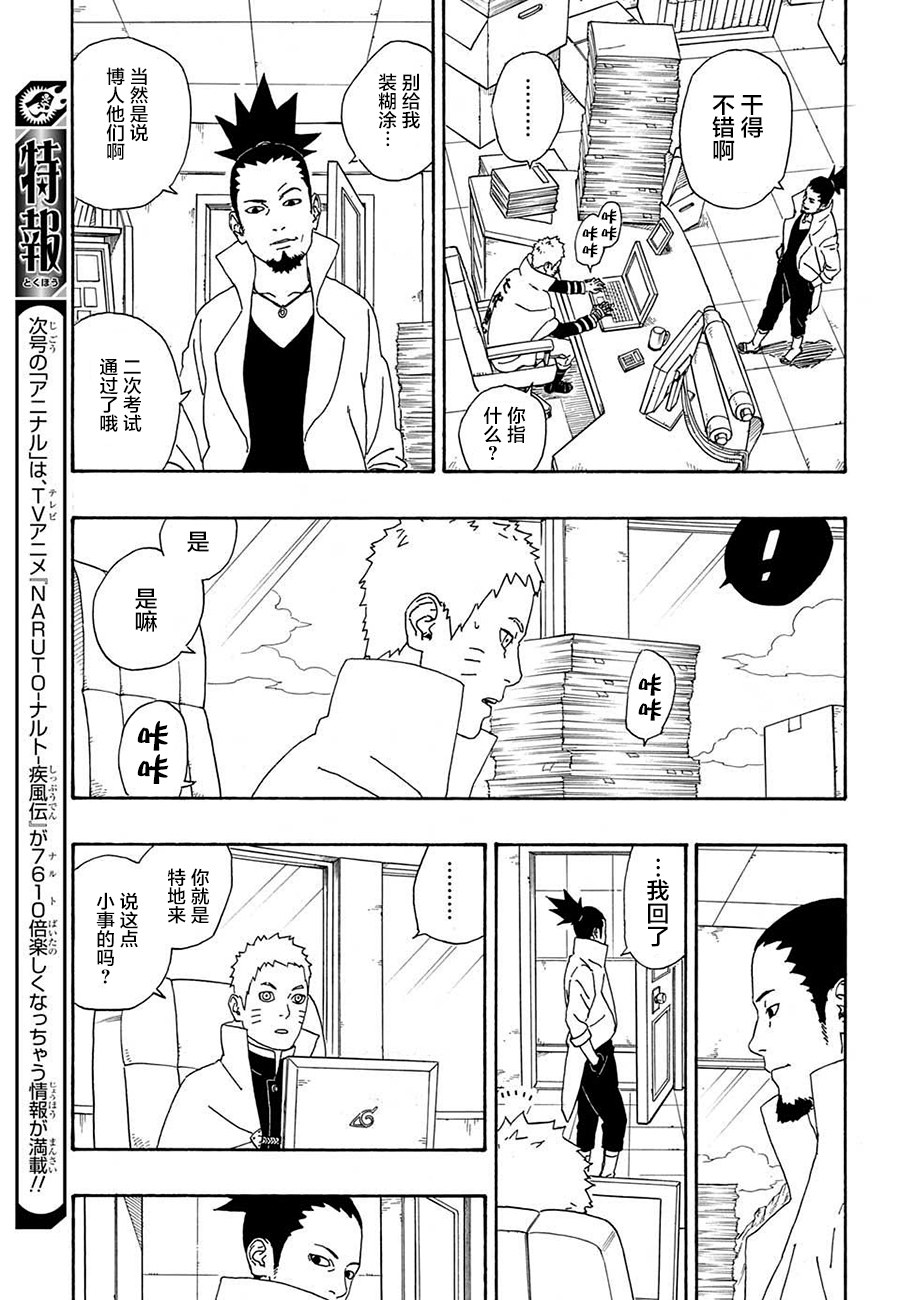 干得
不错啊
……
咔咔
咔咔
你指
什么?
别给我
装糊涂…
当然是说
博人他们啊
二次考试
通过了哦
!
咔咔
是
是嘛
咔咔
…我回了
……
你就是
特地来
说这点
小事的吗?
特報
とくほう
次号の「アニナル」は、TVアニメ『NARUTO-ナルト-疾風伝』が7610倍楽しくなっちゃう情報が満載!!